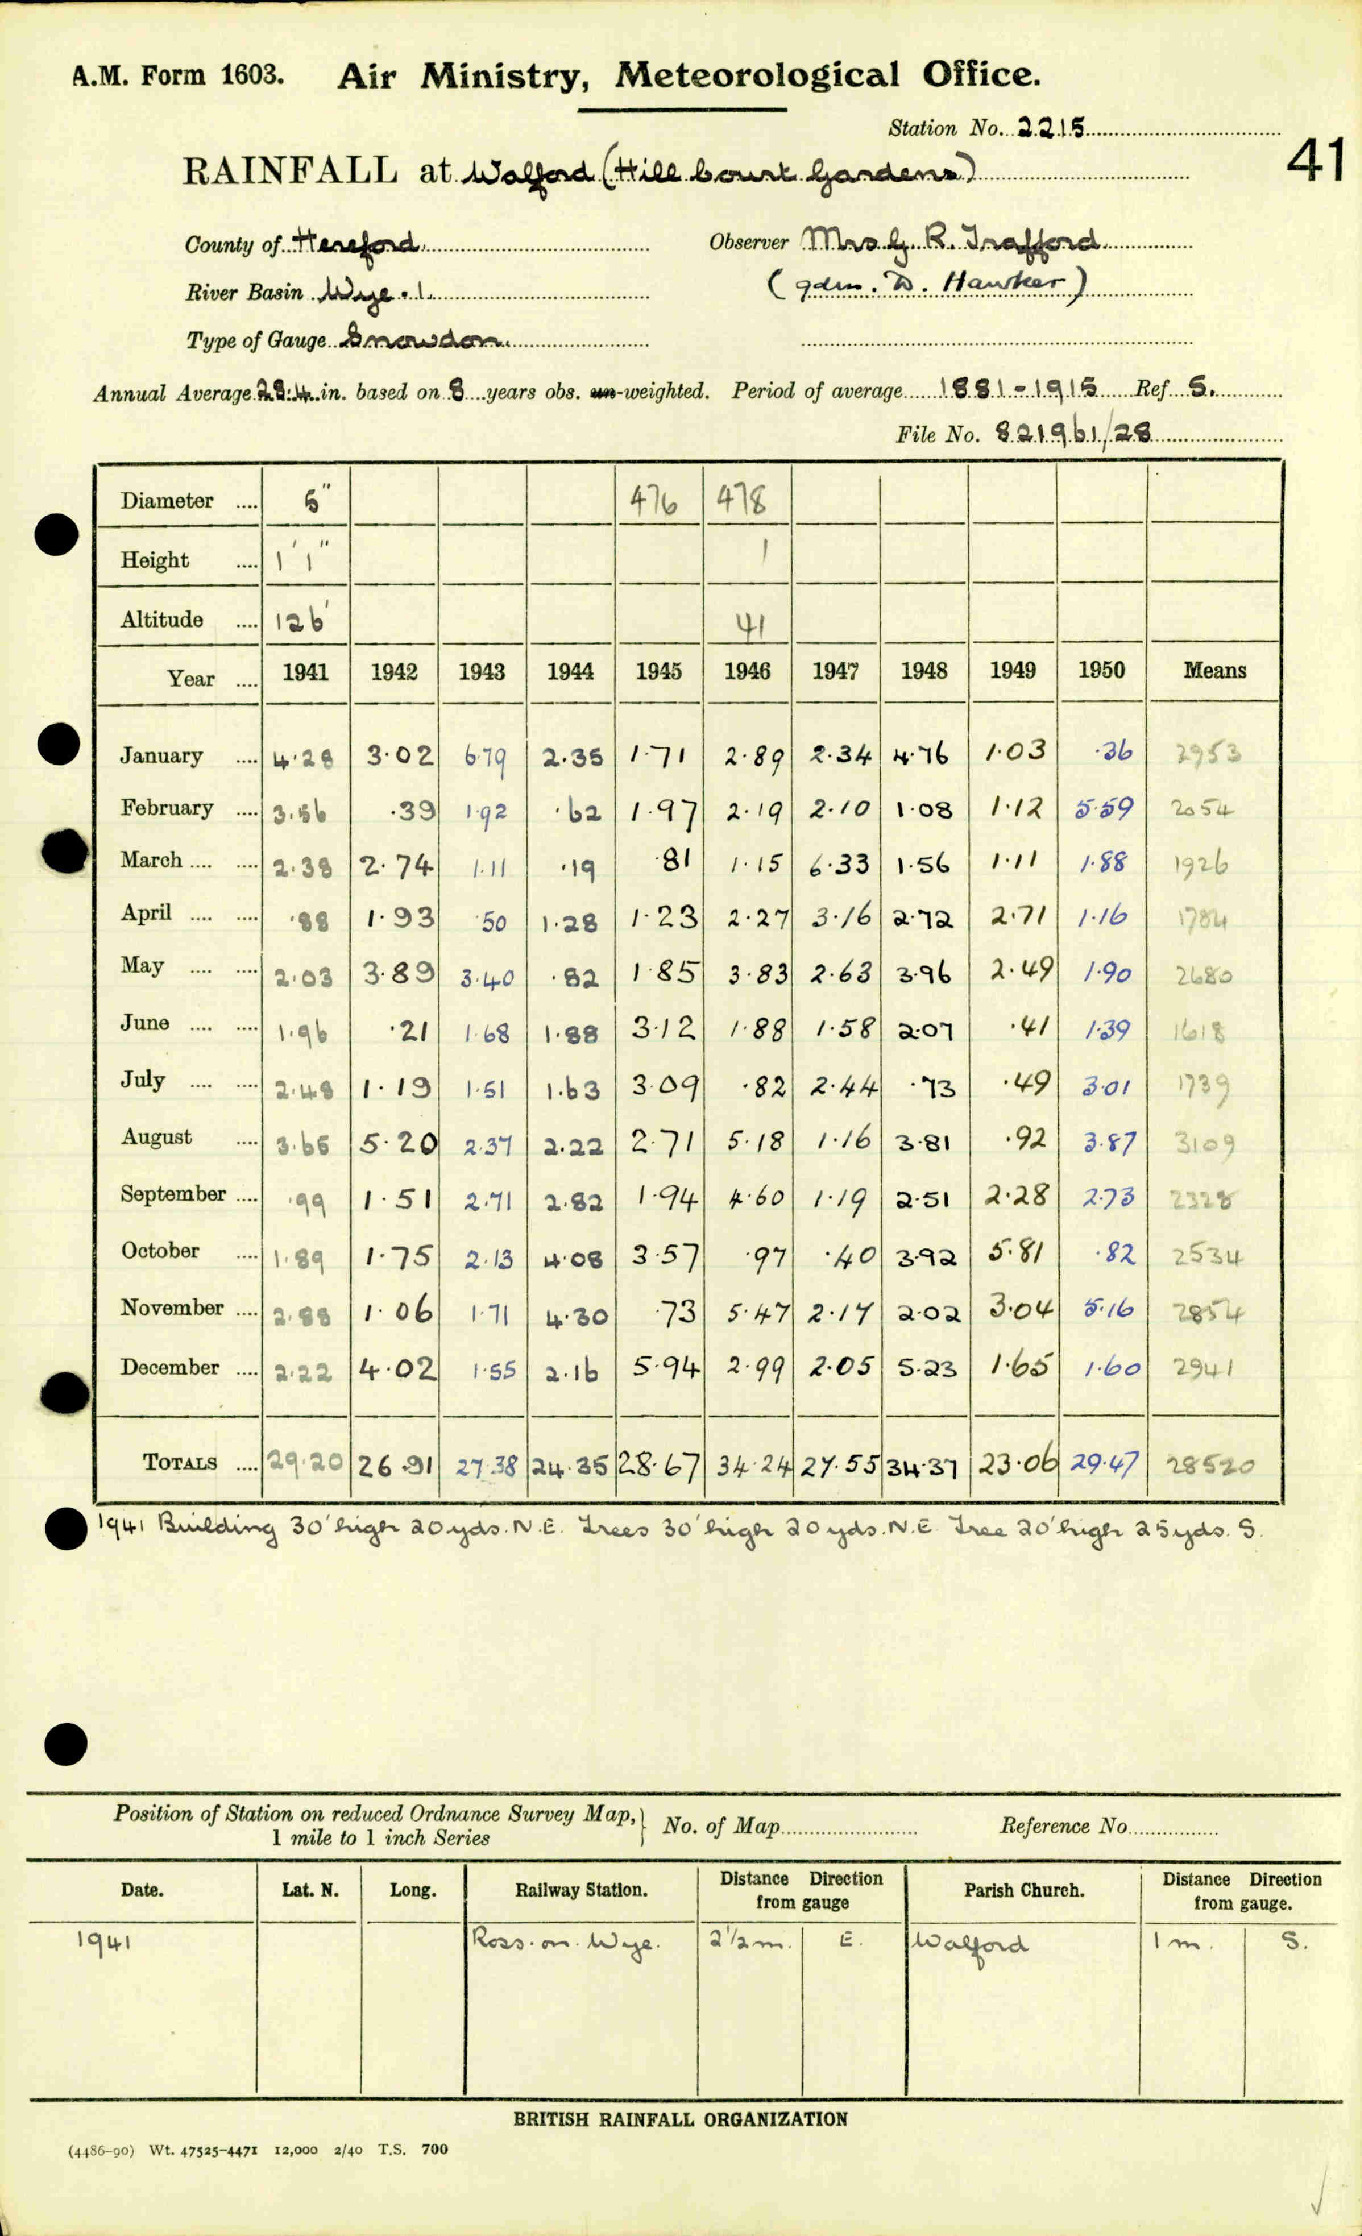 A.M. Form 1603. Air Ministry, Meteorological Office.
Station No. 2215
41
RAINFALL at Walford (Hill Court Gardens)
County of Hereford Observer Mrs G. R. Trafford
River Basin Wye. 1. (gdnr. D. Hawker)
Type of Gauge Snowdon
Annual Average 28.4 in. based on 8 years obs. un-weighted. Period of average 1881-1915 Ref S.
File No. 821961/28
Diameter .... 5" 476 478
Height .... 1' 1" 1
Altitude .... 126' 41
Year .... 1941 1942 1943 1944 1945 1946 1947 1948 1949 1950 Means
January .... 4.28 3.02 6.79 2.35 1.71 2.89 2.34 4.76 1.03 .36 2953
February .... 3.56 .39 1.92 .62 1.97 2.19 2.10 1.08 1.12 5.59 2054
March .... .... 2.38 2.74 1.11 .19 .81 1.15 6.33 1.56 1.11 1.88 1926
April .... .... .88 1.93 .50 1.28 1.23 2.27 3.16 2.72 2.71 1.16 1784
May .... .... 2.03 3.89 3.40 .82 1.85 3.83 2.63 3.96 2.49 1.90 2680
June .... .... 1.96 .21 1.68 1.88 3.12 1.88 1.58 2.07 .41 1.39 1618
July .... .... 2.48 1.19 1.51 1.63 3.09 .82 2.44 .73 .49 3.01 1739
August .... 3.65 5.20 2.37 2.22 2.71 5.18 1.16 3.81 .92 3.87 3109
September .... .99 1.51 2.71 2.82 1.94 4.60 1.19 2.51 2.28 2.73 2328
October .... 1.89 1.75 2.13 4.08 3.57 .97 .40 3.92 5.81 .82 2534
November .... 2.88 1.06 1.71 4.30 .73 5.47 2.17 2.02 3.04 5.16 2854
December .... 2.22 4.02 1.55 2.16 5.94 2.99 2.05 5.23 1.65 1.60 2941
TOTALS .... 29.20 26.91 27.38 24.35 28.67 34.24 27.55 34.37 23.06 29.47 28520
1941 Building 30' high 20 yds. N.E. Trees 30' high 20 yds. N.E. Tree 20' high 25 yds. S.
Position of Station on reduced Ordnance Survey Map, 1 mile to 1 inch Series No. of Map Reference No
Date. Lat. N. Long. Railway Station. Distance Direction from gauge Parish Church. Distance Direction from gauge.
1941 Ross-on-Wye. 2 1/2 m. E. Walford 1 m. S.
BRITISH RAINFALL ORGANIZATION
(4486-90) Wt. 47525-4471 12,000 2/40 T.S. 700